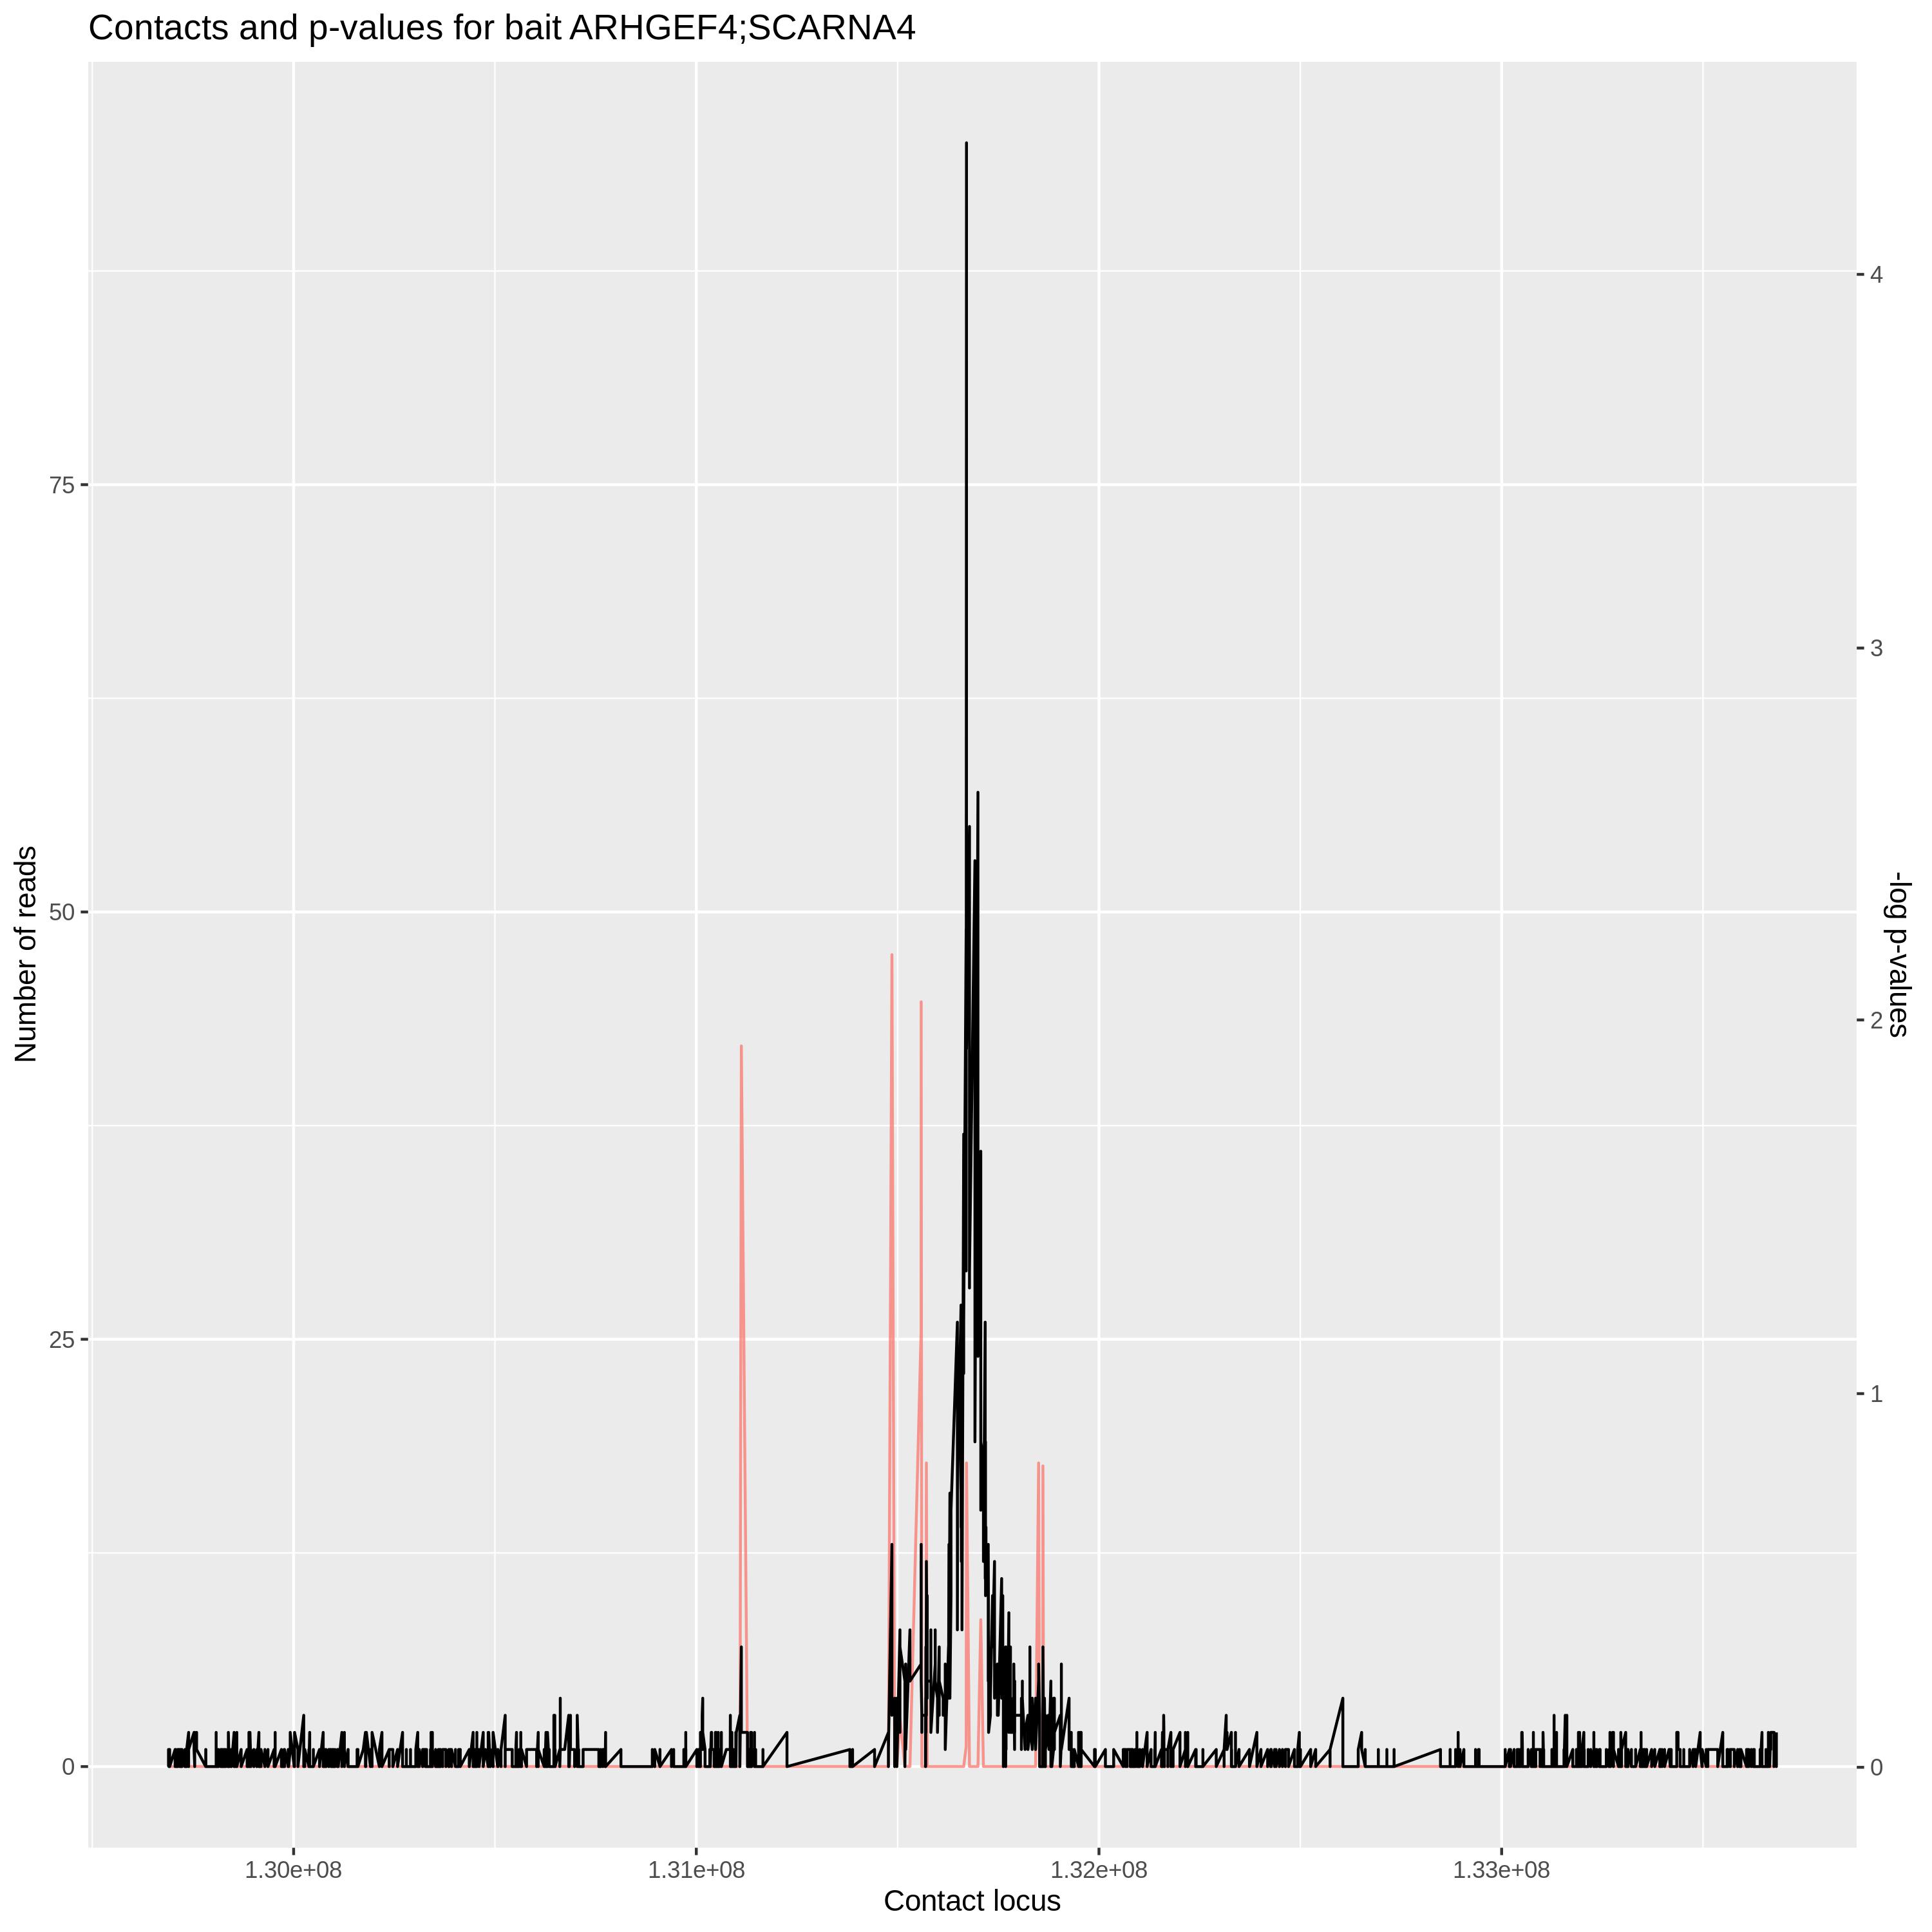 Contacts and p-values for bait ARHGEF4;SCARNA4
Number of reads
75
50
25
0
4
3
2
1
0
-log p-values
1.30e+08 1.31e+08 1.32e+08 1.33e+08
Contact locus